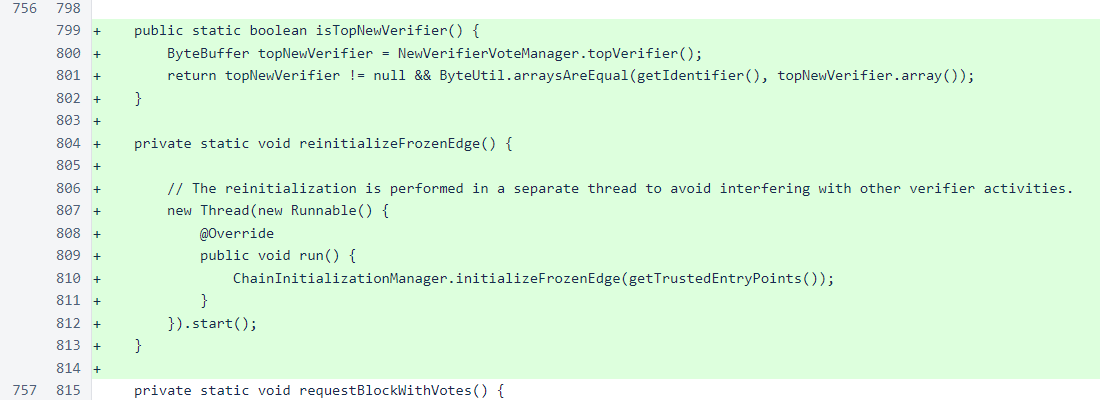 756 798
799 +     public static boolean isTopNewVerifier() {
800 +         ByteBuffer topNewVerifier = NewVerifierVoteManager.topVerifier();
801 +         return topNewVerifier != null && ByteUtil.arraysAreEqual(getIdentifier(), topNewVerifier.array());
802 +     }
803 +
804 +     private static void reinitializeFrozenEdge() {
805 +
806 +         // The reinitialization is performed in a separate thread to avoid interfering with other verifier activities.
807 +         new Thread(new Runnable() {
808 +             @Override
809 +             public void run() {
810 +                 ChainInitializationManager.initializeFrozenEdge(getTrustedEntryPoints());
811 +             }
812 +         }).start();
813 +     }
814 +
757 815     private static void requestBlockWithVotes() {